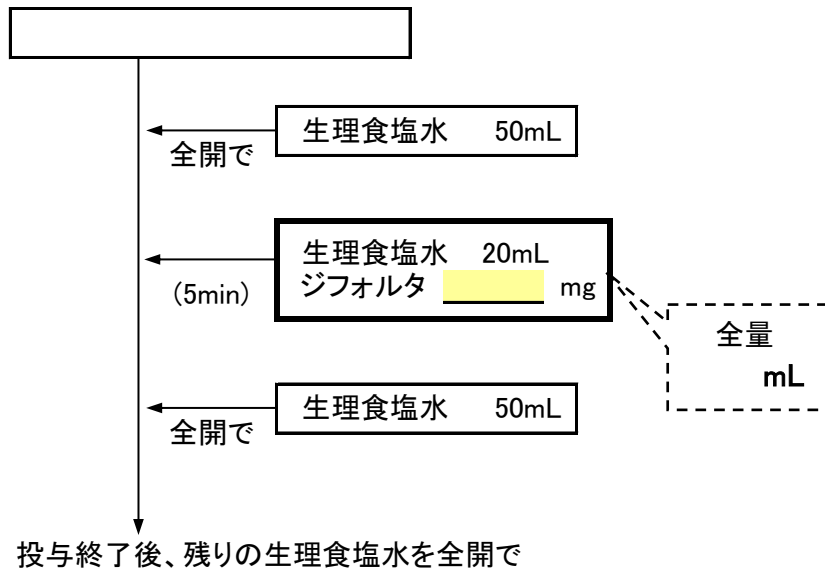 生理食塩水 50mL
全開で
生理食塩水 20mL
ジフォルタ mg
(5min)
全量
mL
生理食塩水 50mL
全開で
投与終了後、残りの生理食塩水を全開で